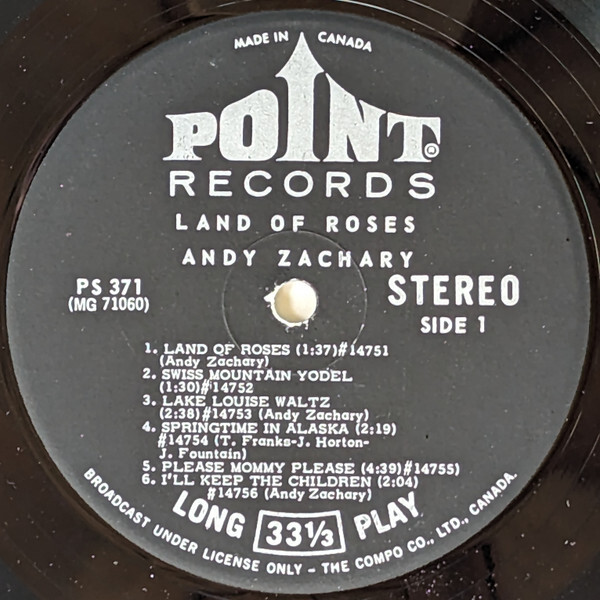 MADE IN CANADA
POINT ®
RECORDS
LAND OF ROSES
ANDY ZACHARY
PS 371
(MG 71060)
STEREO
SIDE 1
1. LAND OF ROSES (1:37)#14751
(Andy Zachary)
2. SWISS MOUNTAIN YODEL
(1:30)#14752
3. LAKE LOUISE WALTZ
(2:38)#14753 (Andy Zachary)
4. SPRINGTIME IN ALASKA (2:19)
#14754 (T. Franks-J. Horton-
J. Fountain)
5. PLEASE MOMMY PLEASE (4:39)#14755)
6. I'LL KEEP THE CHILDREN (2:04)
#14756 (Andy Zachary)
LONG 33 1/3 PLAY
BROADCAST UNDER LICENSE ONLY - THE COMPO CO., LTD., CANADA.